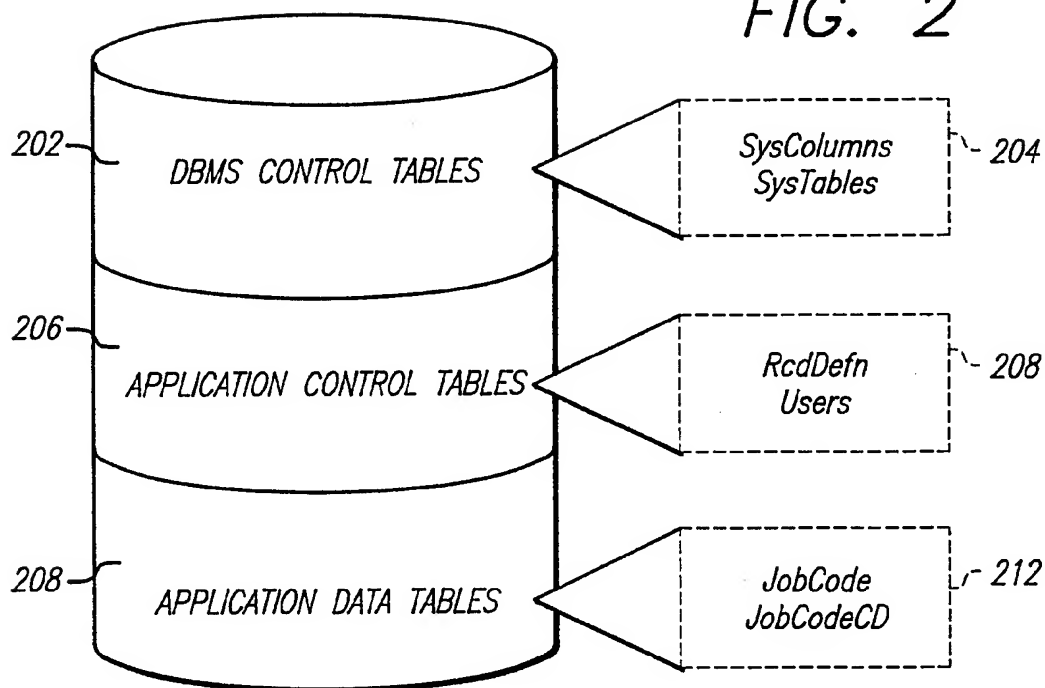 FIG. 2
202
DBMS CONTROL TABLES
SysColumns
SysTables
204
206
APPLICATION CONTROL TABLES
RcdDefn
Users
208
208
APPLICATION DATA TABLES
JobCode
JobCodeCD
212